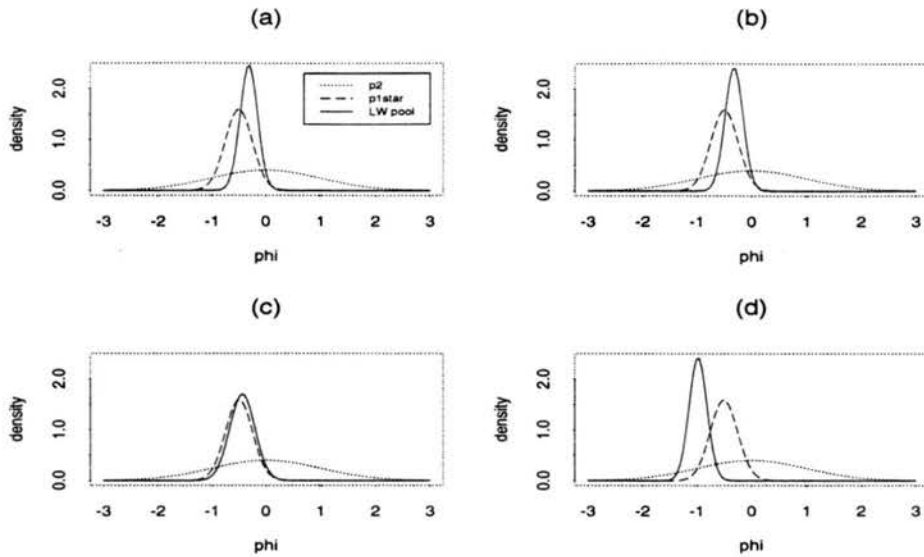 (a)
density
0.0 1.0 2.0
p2
p1star
LW pool
-3 -2 -1 0 1 2 3
phi
(b)
density
0.0 1.0 2.0
-3 -2 -1 0 1 2 3
phi
(c)
density
0.0 1.0 2.0
-3 -2 -1 0 1 2 3
phi
(d)
density
0.0 1.0 2.0
-3 -2 -1 0 1 2 3
phi